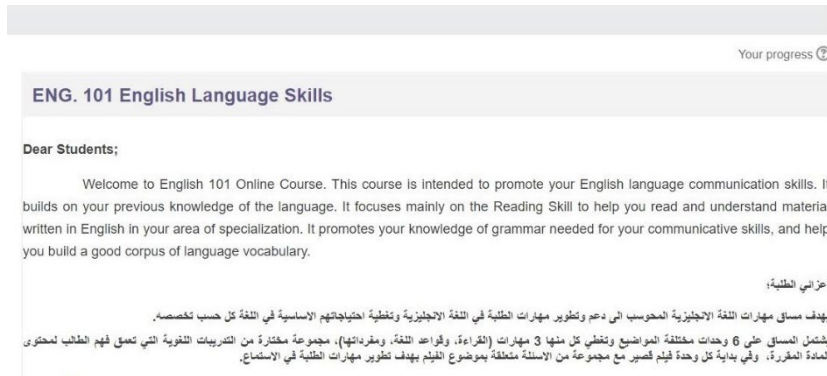 Your progress
ENG. 101 English Language Skills
Dear Students;
Welcome to English 101 Online Course. This course is intended to promote your English language communication skills. It
builds on your previous knowledge of the language. It focuses mainly on the Reading Skill to help you read and understand material
written in English in your area of specialization. It promotes your knowledge of grammar needed for your communicative skills, and help
you build a good corpus of language vocabulary.
عزائي الطلبة؛
يهدف مساق مهارات اللغة الانجليزية المحوسب الى دعم وتطوير مهارات الطلبة في اللغة الانجليزية وتغطية احتياجاتهم الاساسية في اللغة كل حسب تخصصه.
يشتمل المساق على 6 وحدات مختلفة المواضيع وتغطي كل منها 3 مهارات (القراءة، وقواعد اللغة، ومفرداتها)، مجموعة مختارة من التدريبات اللغوية التي تعمق فهم الطالب لمحتوى
المادة المقررة، وفي بداية كل وحدة فيلم قصير مع مجموعة من الاسئلة متعلقة بموضوع الفيلم بهدف تطوير مهارات الطلبة في الاستماع.